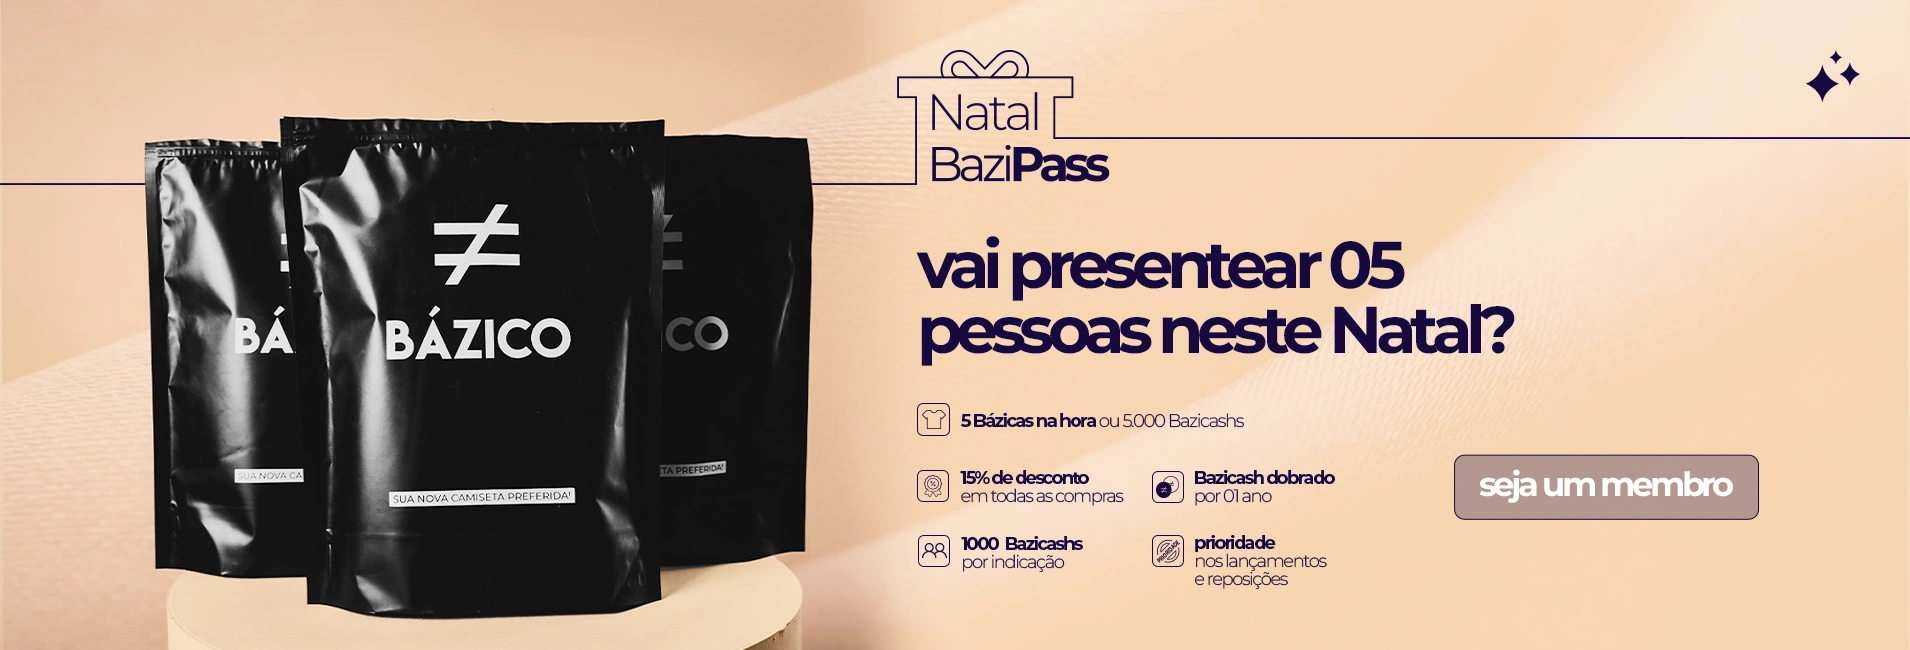 Natal
BaziPass
vai presentear 05
pessoas neste Natal?
5 Bázicas na hora ou 5.000 Bazicashs
15% de desconto
em todas as compras
Bazicash dobrado
por 01 ano
1000 Bazicashs
por indicação
prioridade
nos lançamentos
e reposições
seja um membro
≠
BÁZICO
SUA NOVA CAMISETA PREFERIDA!
BÁ
SUA NOVA CA
CO
TA PREFERIDA!